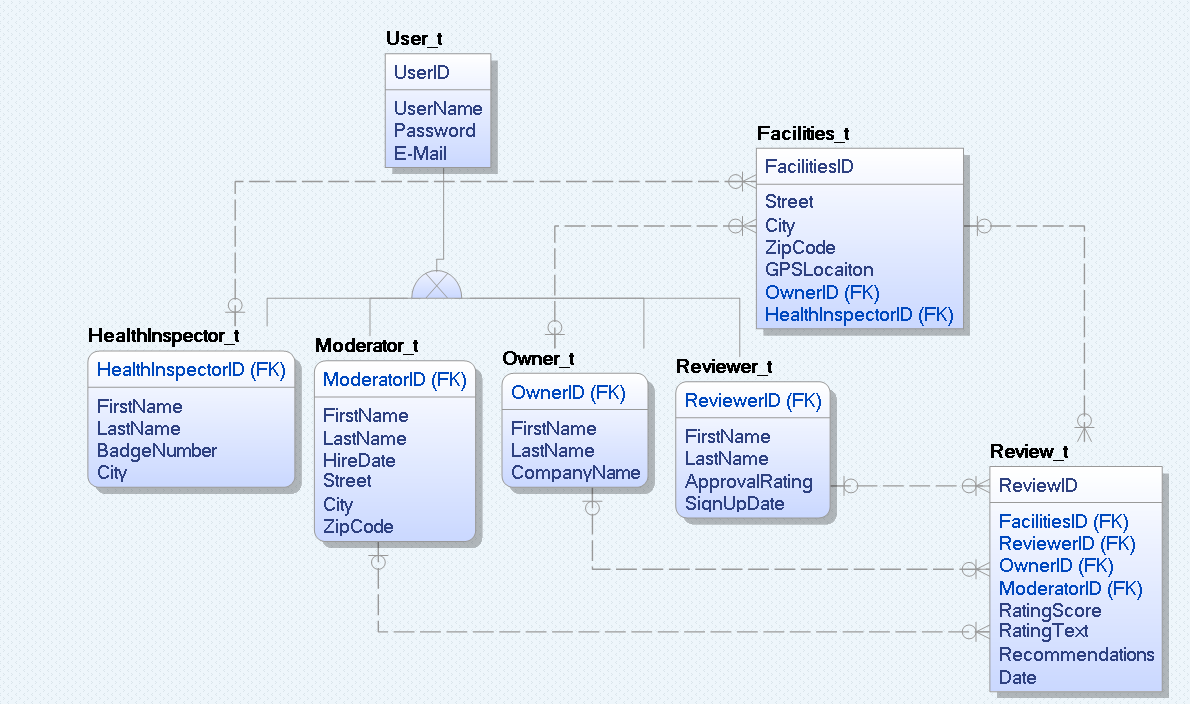 User_t
UserID
UserName
Password
E-Mail
Facilities_t
FacilitiesID
Street
City
ZipCode
GPSLocaiton
OwnerID (FK)
HealthInspectorID (FK)
HealthInspector_t
HealthInspectorID (FK)
FirstName
LastName
BadgeNumber
City
Moderator_t
ModeratorID (FK)
FirstName
LastName
HireDate
Street
City
ZipCode
Owner_t
OwnerID (FK)
FirstName
LastName
CompanyName
Reviewer_t
ReviewerID (FK)
FirstName
LastName
ApprovalRating
SignUpDate
Review_t
ReviewID
FacilitiesID (FK)
ReviewerID (FK)
OwnerID (FK)
ModeratorID (FK)
RatingScore
RatingText
Recommendations
Date